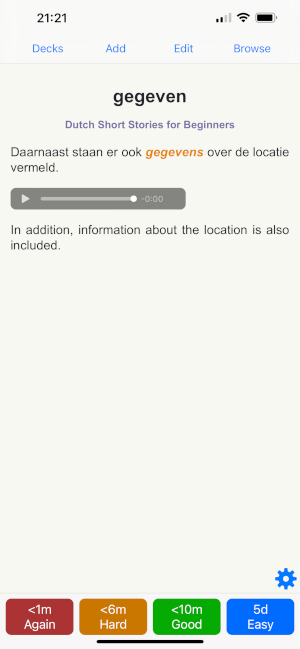 21:21
Decks Add Edit Browse
gegeven
Dutch Short Stories for Beginners
Daarnaast staan er ook gegevens over de locatie
vermeld.
-0:00
In addition, information about the location is also
included.
<1m <6m <10m 5d
Again Hard Good Easy